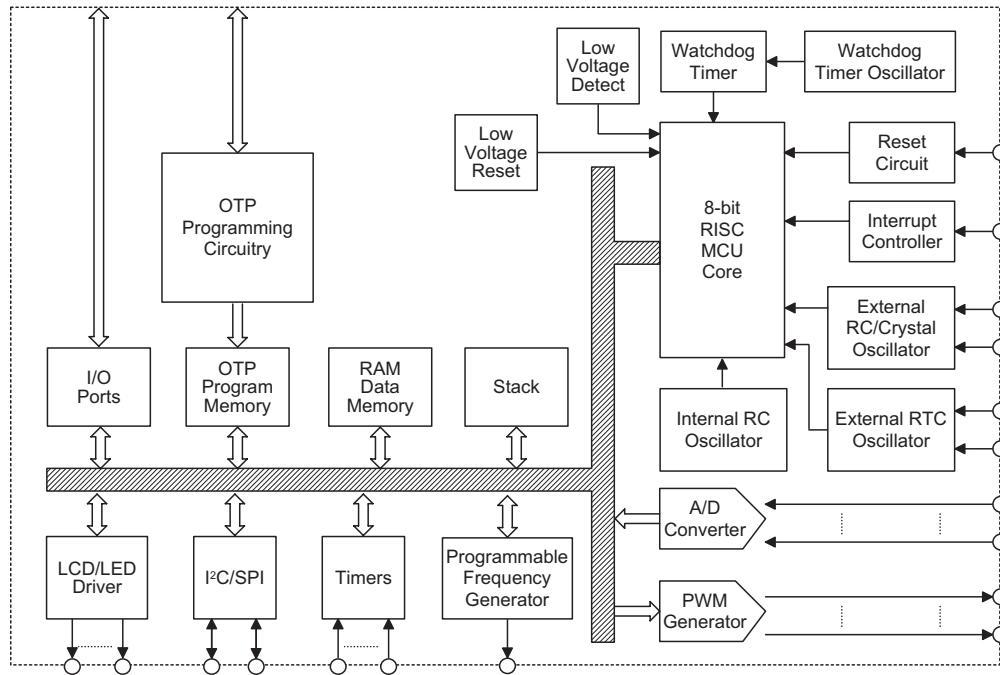 Low
Voltage
Detect
Watchdog
Timer
Watchdog
Timer Oscillator
Low
Voltage
Reset
Reset
Circuit
OTP
Programming
Circuitry
8-bit
RISC
MCU
Core
Interrupt
Controller
External
RC/Crystal
Oscillator
I/O
Ports
OTP
Program
Memory
RAM
Data
Memory
Stack
Internal RC
Oscillator
External RTC
Oscillator
A/D
Converter
LCD/LED
Driver
I²C/SPI
Timers
Programmable
Frequency
Generator
PWM
Generator